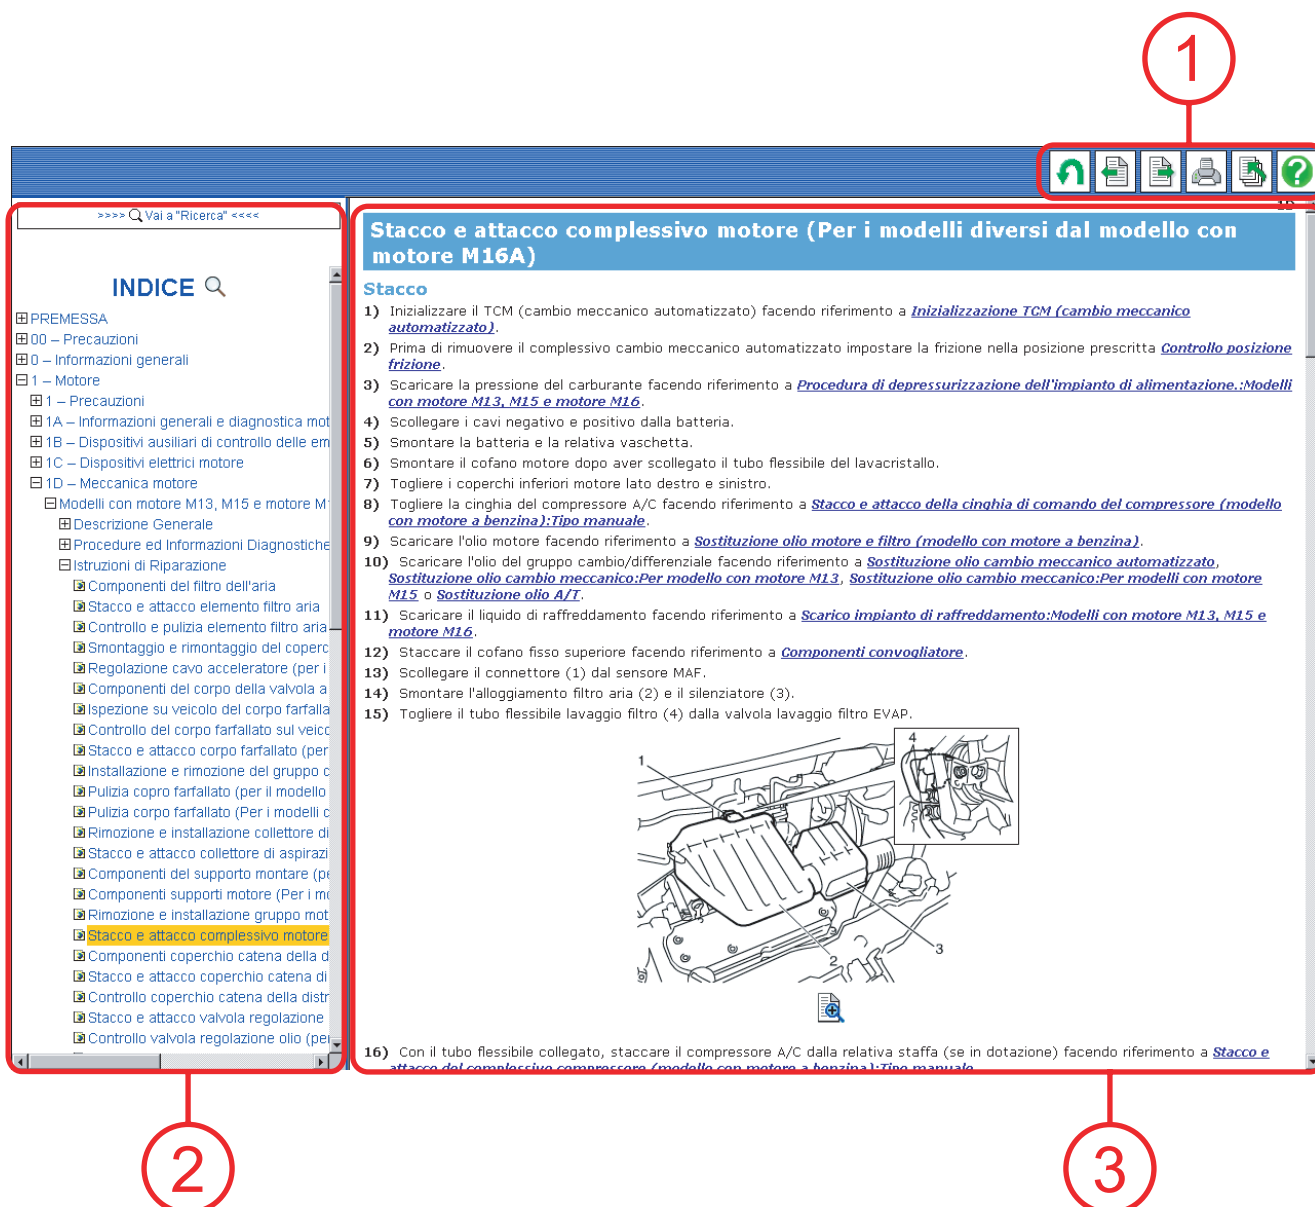 1
1D
>>>> Vai a "Ricerca" <<<<
INDICE
PREMESSA
00 – Precauzioni
0 – Informazioni generali
1 – Motore
1 – Precauzioni
1A – Informazioni generali e diagnostica mot
1B – Dispositivi ausiliari di controllo delle em
1C – Dispositivi elettrici motore
1D – Meccanica motore
Modelli con motore M13, M15 e motore M1
Descrizione Generale
Procedure ed Informazioni Diagnostiche
Istruzioni di Riparazione
Componenti del filtro dell'aria
Stacco e attacco elemento filtro aria
Controllo e pulizia elemento filtro aria
Smontaggio e rimontaggio del coperc
Regolazione cavo acceleratore (per i
Componenti del corpo della valvola a
Ispezione su veicolo del corpo farfalla
Controllo del corpo farfallato sul veico
Stacco e attacco corpo farfallato (per
Installazione e rimozione del gruppo c
Pulizia copro farfallato (per il modello
Pulizia corpo farfallato (Per i modelli c
Rimozione e installazione collettore di
Stacco e attacco collettore di aspirazi
Componenti del supporto montare (pe
Componenti supporti motore (Per i mo
Rimozione e installazione gruppo mot
Stacco e attacco complessivo motore
Componenti coperchio catena della d
Stacco e attacco coperchio catena di
Controllo coperchio catena della distr
Stacco e attacco valvola regolazione
Controllo valvola regolazione olio (per
Stacco e attacco complessivo motore (Per i modelli diversi dal modello con
motore M16A)
Stacco
1) Inizializzare il TCM (cambio meccanico automatizzato) facendo riferimento a Inizializzazione TCM (cambio meccanico
automatizzato).
2) Prima di rimuovere il complessivo cambio meccanico automatizzato impostare la frizione nella posizione prescritta Controllo posizione
frizione.
3) Scaricare la pressione del carburante facendo riferimento a Procedura di depressurizzazione dell'impianto di alimentazione.:Modelli
con motore M13, M15 e motore M16.
4) Scollegare i cavi negativo e positivo dalla batteria.
5) Smontare la batteria e la relativa vaschetta.
6) Smontare il cofano motore dopo aver scollegato il tubo flessibile del lavacristallo.
7) Togliere i coperchi inferiori motore lato destro e sinistro.
8) Togliere la cinghia del compressore A/C facendo riferimento a Stacco e attacco della cinghia di comando del compressore (modello
con motore a benzina):Tipo manuale.
9) Scaricare l'olio motore facendo riferimento a Sostituzione olio motore e filtro (modello con motore a benzina).
10) Scaricare l'olio del gruppo cambio/differenziale facendo riferimento a Sostituzione olio cambio meccanico automatizzato,
Sostituzione olio cambio meccanico:Per modello con motore M13, Sostituzione olio cambio meccanico:Per modelli con motore
M15 o Sostituzione olio A/T.
11) Scaricare il liquido di raffreddamento facendo riferimento a Scarico impianto di raffreddamento:Modelli con motore M13, M15 e
motore M16.
12) Staccare il cofano fisso superiore facendo riferimento a Componenti convogliatore.
13) Scollegare il connettore (1) dal sensore MAF.
14) Smontare l'alloggiamento filtro aria (2) e il silenziatore (3).
15) Togliere il tubo flessibile lavaggio filtro (4) dalla valvola lavaggio filtro EVAP.
4
1
3
2
16) Con il tubo flessibile collegato, staccare il compressore A/C dalla relativa staffa (se in dotazione) facendo riferimento a Stacco e
attacco del complessivo compressore (modello con motore a benzina):Tipo manuale
2
3